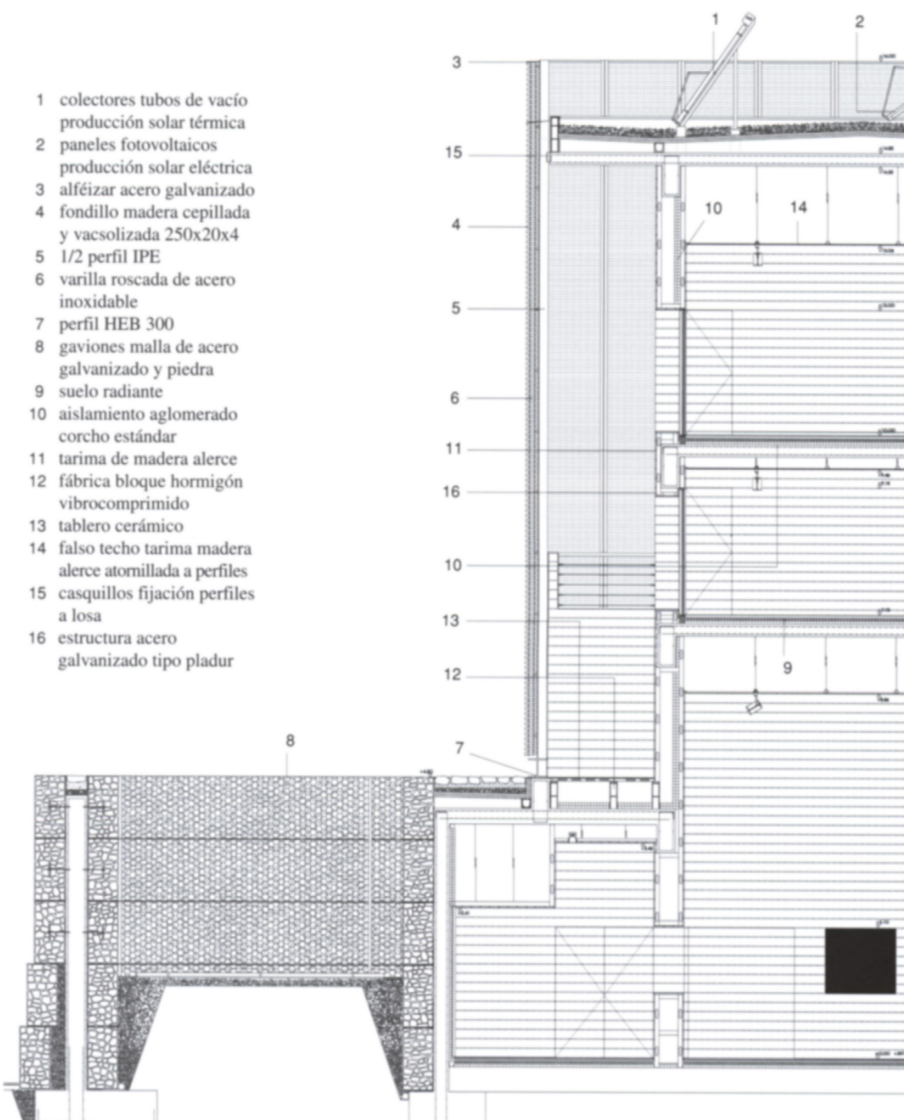 1 colectores tubos de vacío
producción solar térmica
2 paneles fotovoltaicos
producción solar eléctrica
3 alféizar acero galvanizado
4 fondillo madera cepillada
y vacsolizada 250x20x4
5 1/2 perfil IPE
6 varilla roscada de acero
inoxidable
7 perfil HEB 300
8 gaviones malla de acero
galvanizado y piedra
9 suelo radiante
10 aislamiento aglomerado
corcho estándar
11 tarima de madera alerce
12 fábrica bloque hormigón
vibrocomprimido
13 tablero cerámico
14 falso techo tarima madera
alerce atornillada a perfiles
15 casquillos fijación perfiles
a losa
16 estructura acero
galvanizado tipo pladur
1
2
3
15
4
10
14
5
6
11
16
10
13
9
12
8
7